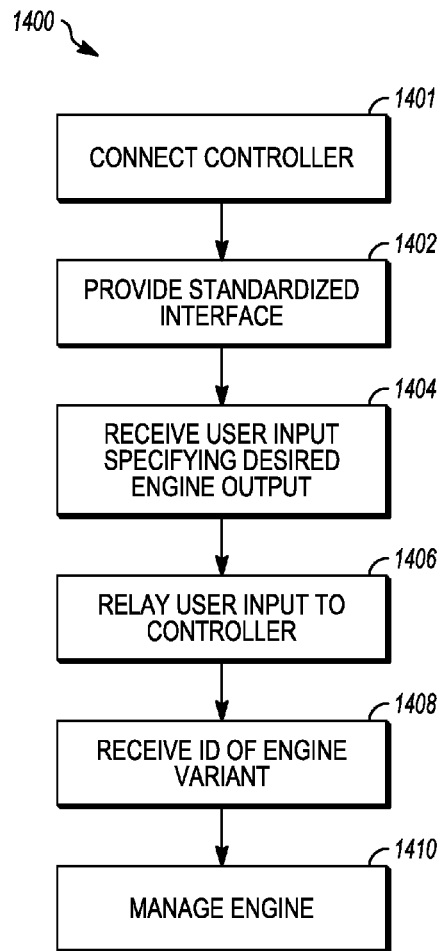 1400
1401
CONNECT CONTROLLER
1402
PROVIDE STANDARDIZED
INTERFACE
1404
RECEIVE USER INPUT
SPECIFYING DESIRED
ENGINE OUTPUT
1406
RELAY USER INPUT TO
CONTROLLER
1408
RECEIVE ID OF ENGINE
VARIANT
1410
MANAGE ENGINE